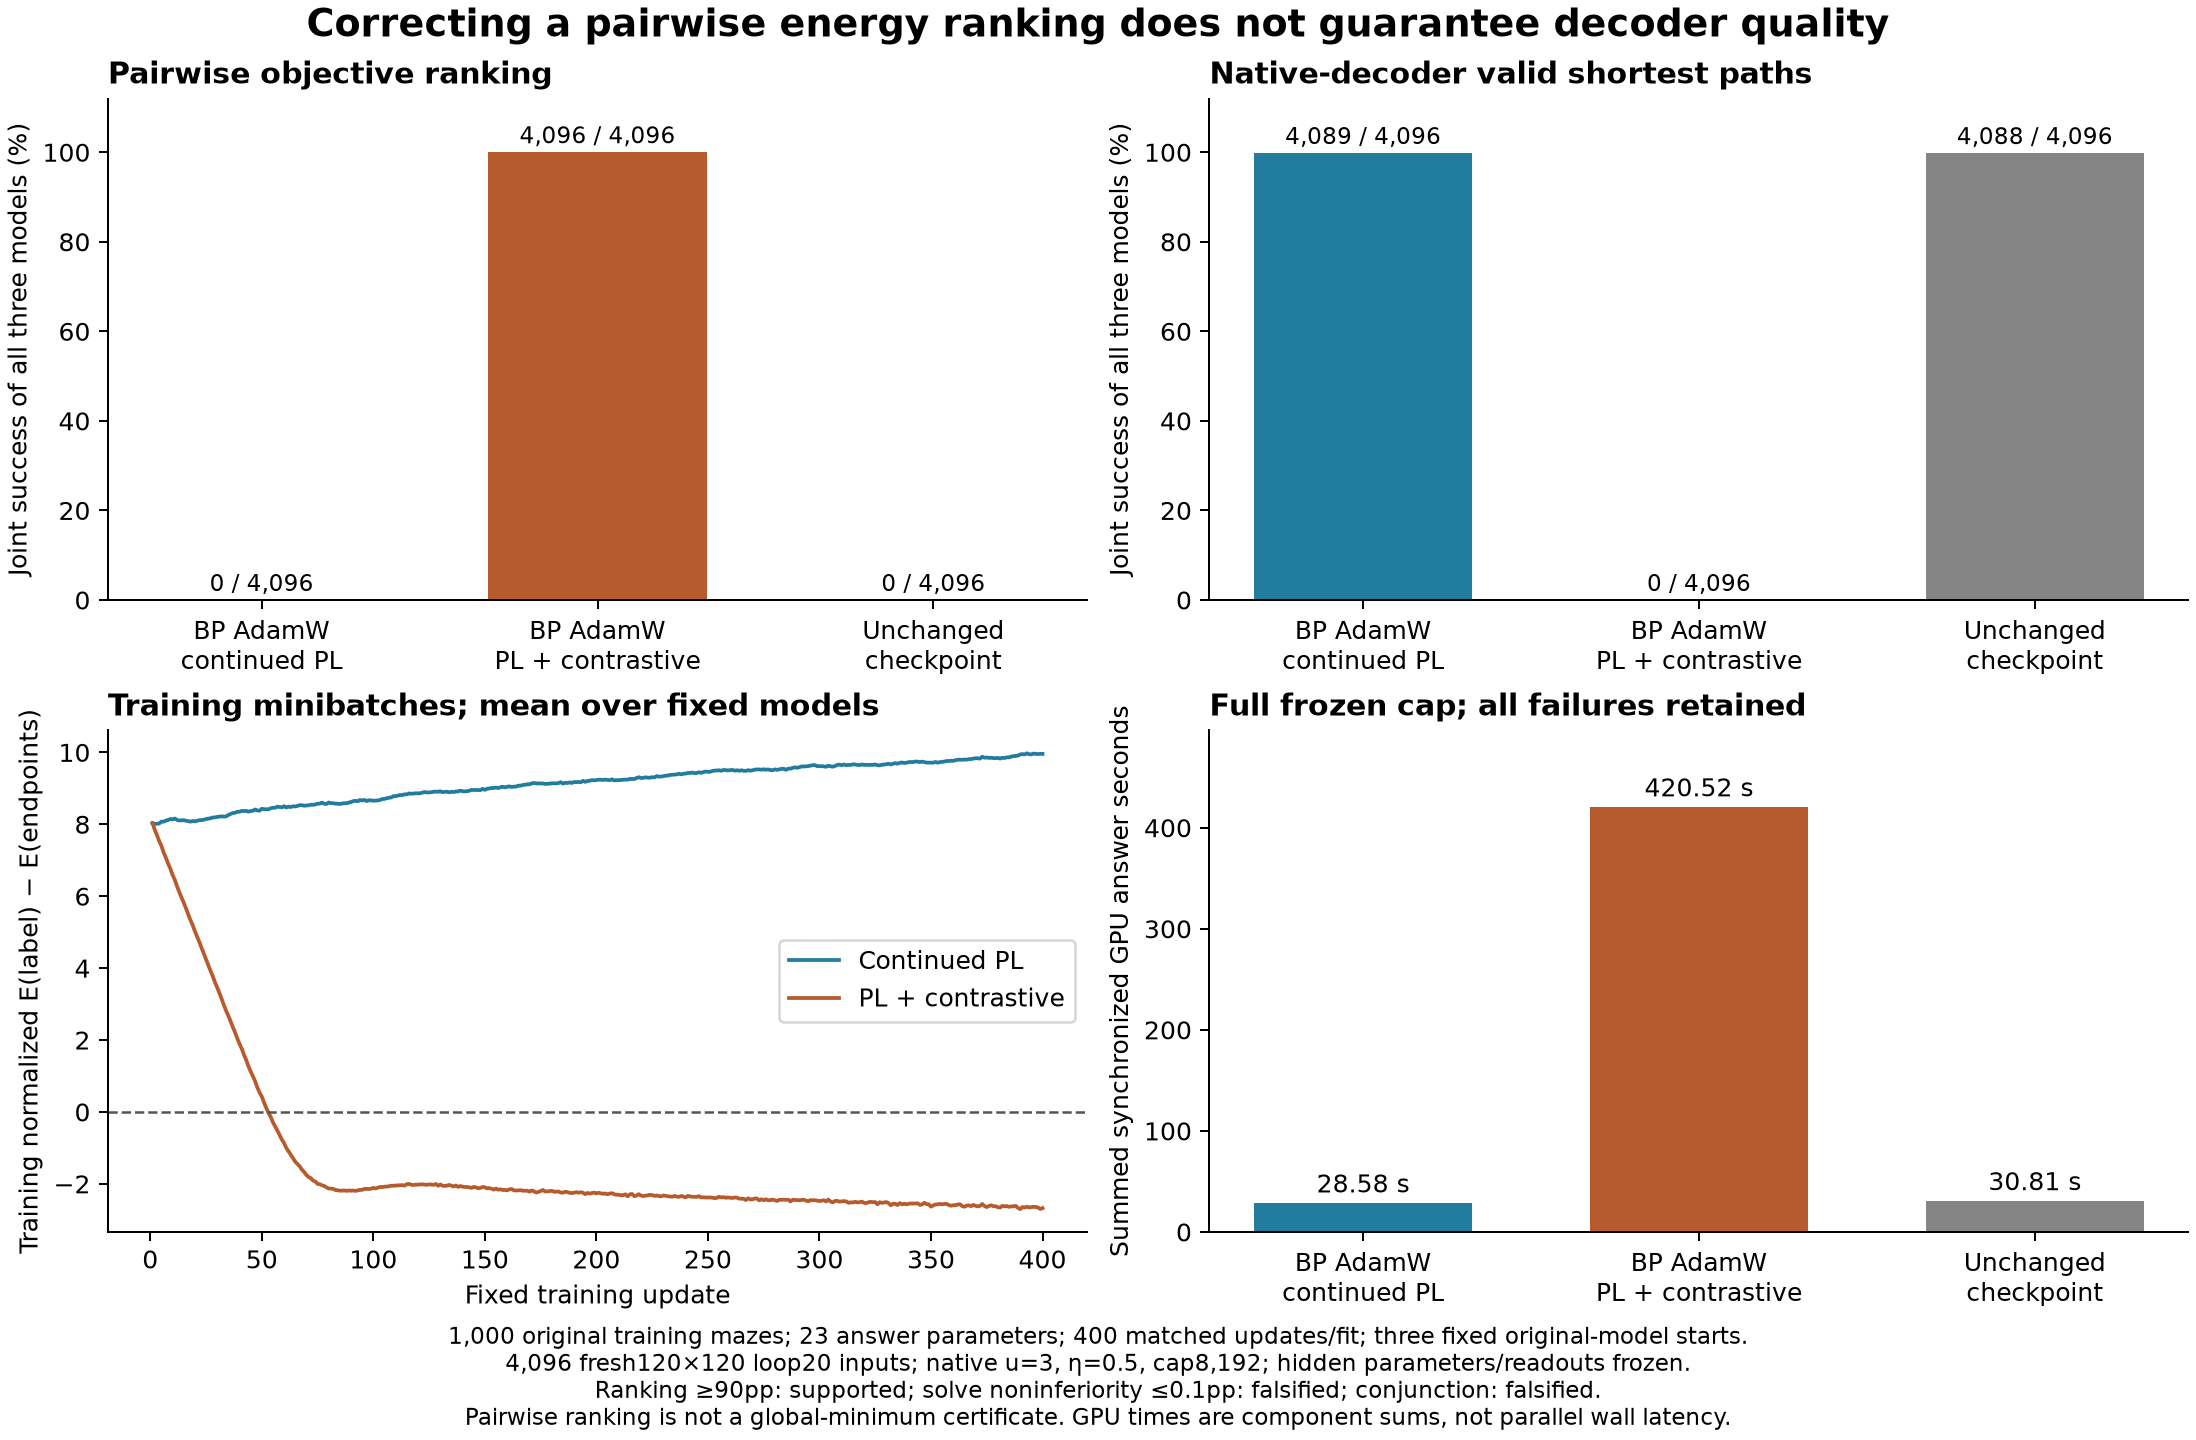 Correcting a pairwise energy ranking does not guarantee decoder quality
Pairwise objective ranking
Joint success of all three models (%)
100
80
60
40
20
0
0 / 4,096
4,096 / 4,096
0 / 4,096
BP AdamW
continued PL
BP AdamW
PL + contrastive
Unchanged
checkpoint
Native-decoder valid shortest paths
Joint success of all three models (%)
100
80
60
40
20
0
4,089 / 4,096
0 / 4,096
4,088 / 4,096
BP AdamW
continued PL
BP AdamW
PL + contrastive
Unchanged
checkpoint
Training minibatches; mean over fixed models
Training normalized E(label) − E(endpoints)
10
8
6
4
2
0
−2
Continued PL
PL + contrastive
0
50
100
150
200
250
300
350
400
Fixed training update
Full frozen cap; all failures retained
Summed synchronized GPU answer seconds
400
300
200
100
0
28.58 s
420.52 s
30.81 s
BP AdamW
continued PL
BP AdamW
PL + contrastive
Unchanged
checkpoint
1,000 original training mazes; 23 answer parameters; 400 matched updates/fit; three fixed original-model starts.
4,096 fresh120×120 loop20 inputs; native u=3, η=0.5, cap8,192; hidden parameters/readouts frozen.
Ranking ≥90pp: supported; solve noninferiority ≤0.1pp: falsified; conjunction: falsified.
Pairwise ranking is not a global-minimum certificate. GPU times are component sums, not parallel wall latency.